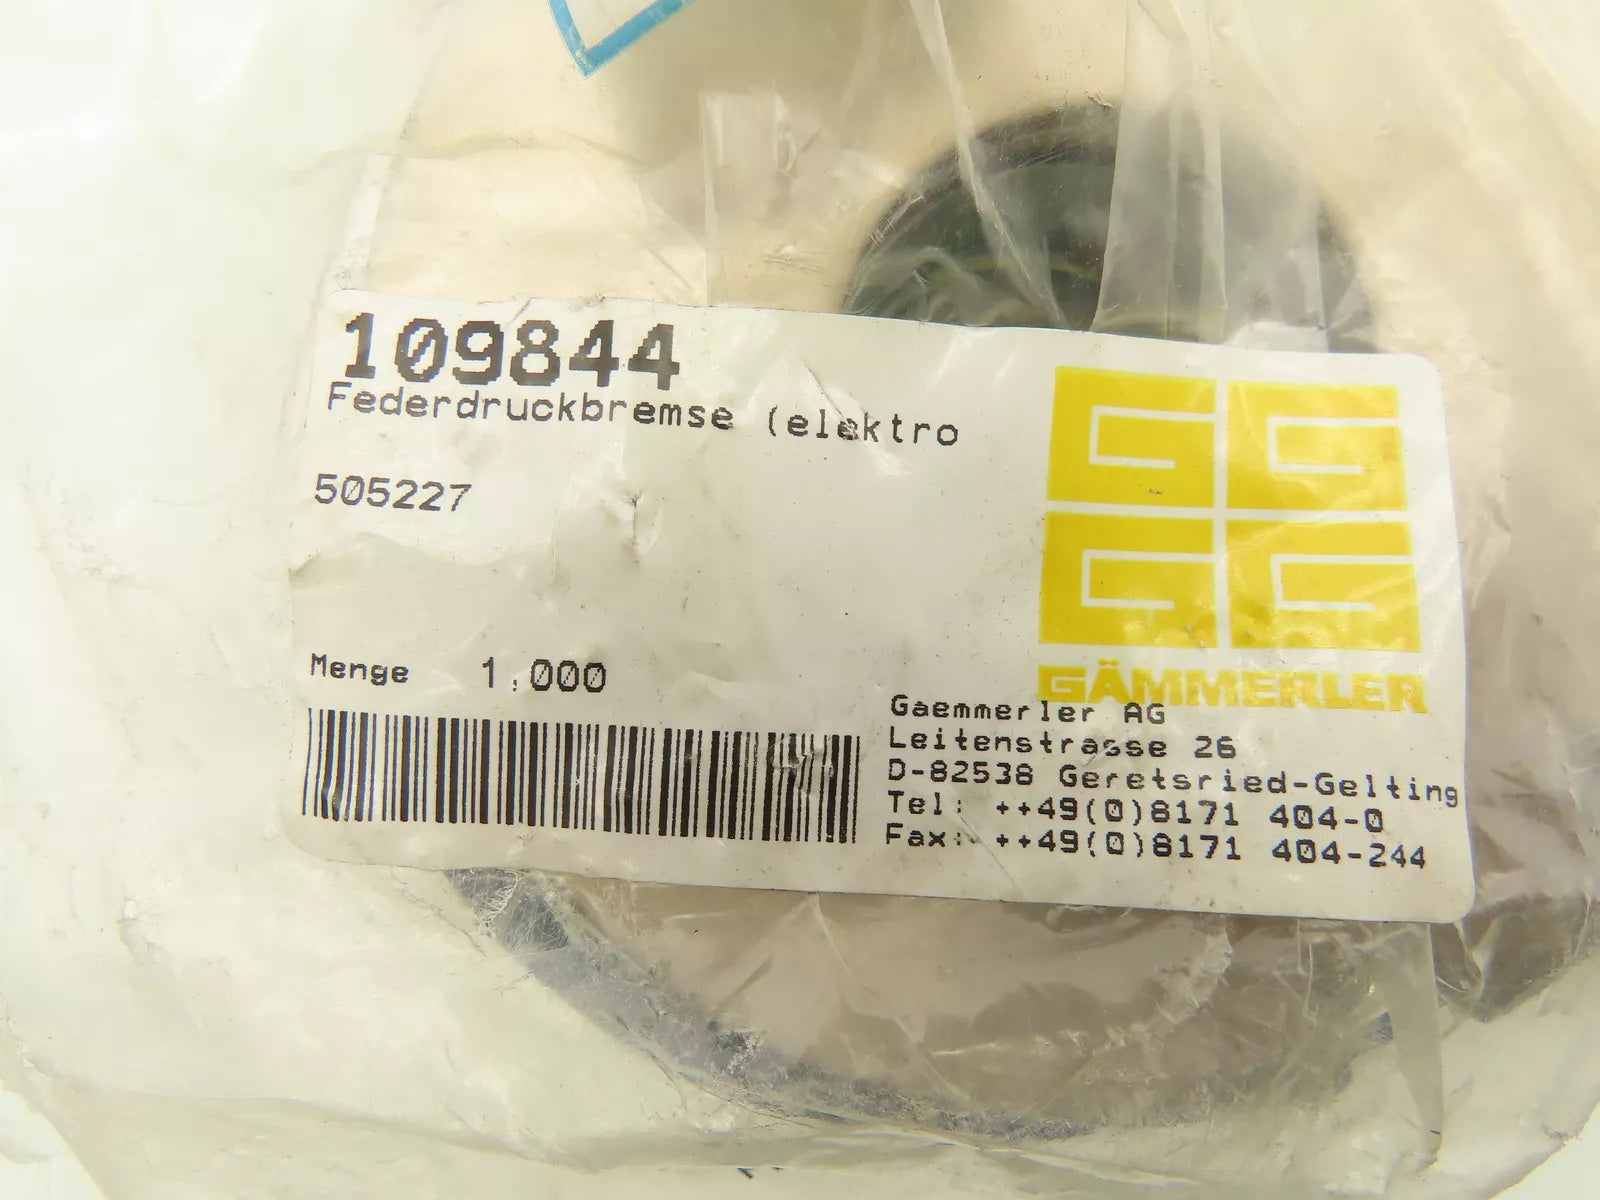 109844
Federdruckbremse (elektro
505227
Menge 1,000
GÄMMERLER
Gaemmerler AG
Leitenstrasse 26
D-82538 Geretsried-Gelting
Tel: ++49(0)8171 404-0
Fax: ++49(0)8171 404-244